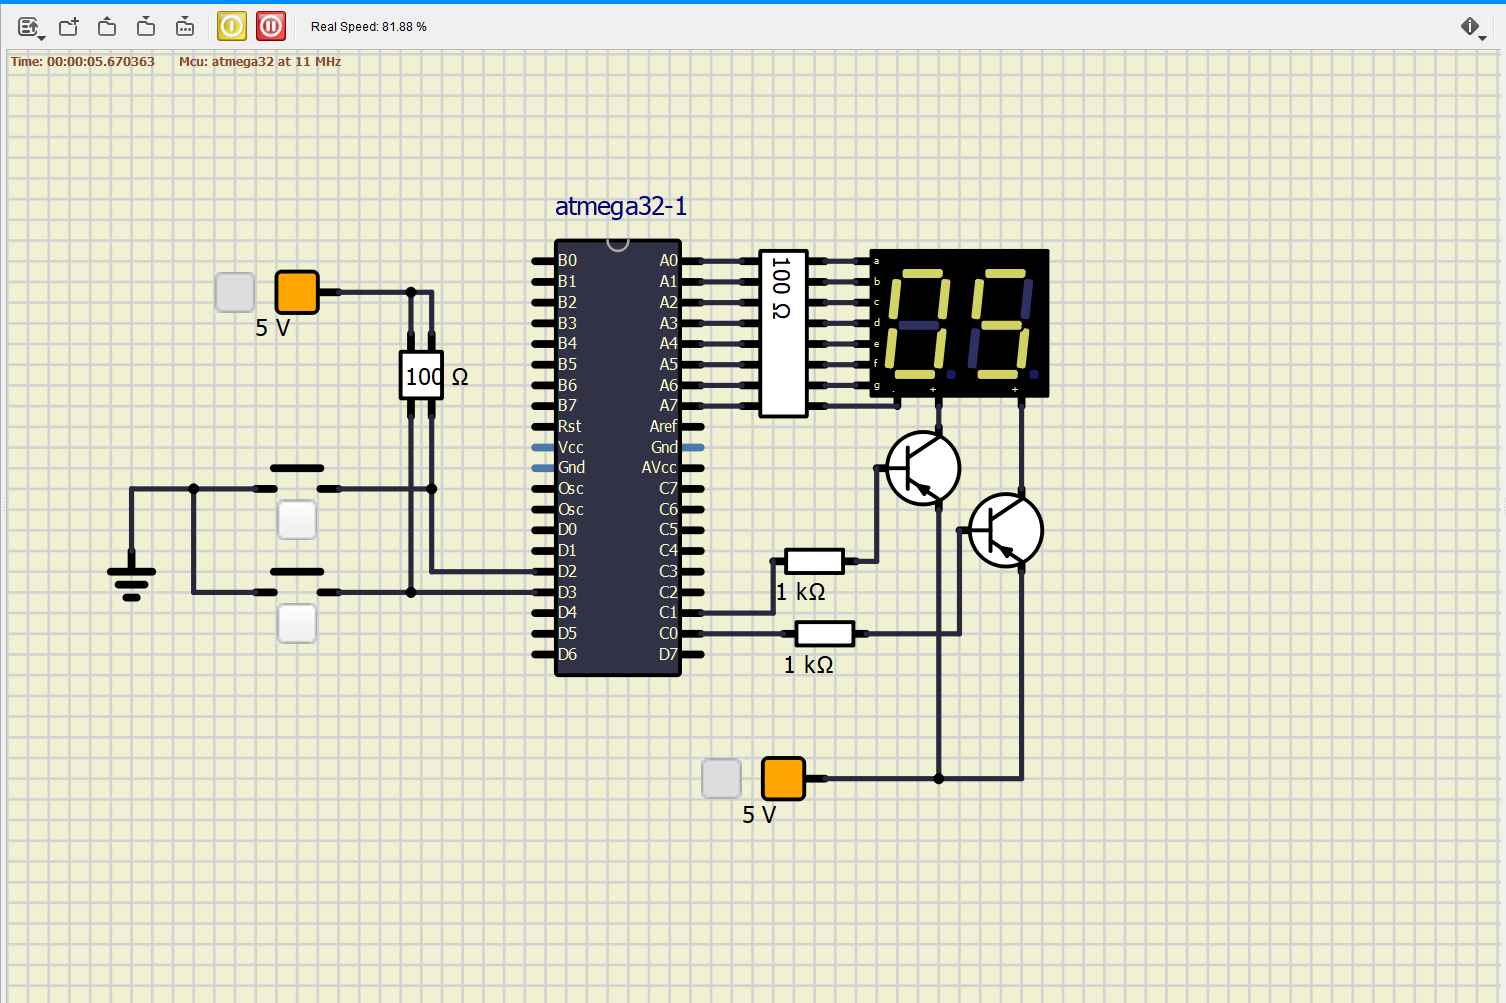 Real Speed: 81.88 %
Time: 00:00:05.670363 Mcu: atmega32 at 11 MHz
atmega32-1
B0 A0
B1 A1
B2 A2
B3 A3
B4 A4
B5 A5
B6 A6
B7 A7
Rst Aref
Vcc Gnd
Gnd AVcc
Osc C7
Osc C6
D0 C5
D1 C4
D2 C3
D3 C2
D4 C1
D5 C0
D6 D7
5 V
100 Ω
100 Ω
a
b
c
d
e
f
g
. + +
05
1 kΩ
1 kΩ
5 V